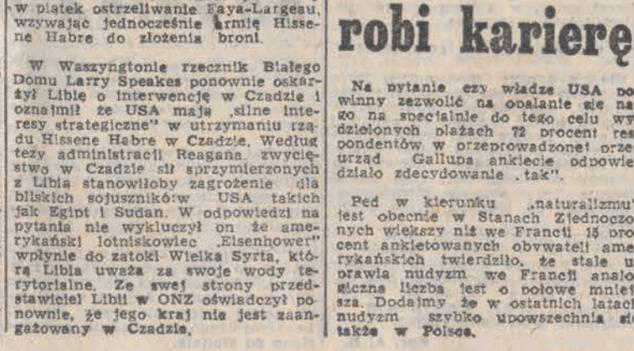 w piątek ostrzeliwanie Faya-Largeau,
wzywając jednocześnie armię Hisse-
ne Habre do złożenia broni.
W Waszyngtonie rzecznik Białego
Domu Larry Speakes ponownie oskar-
żył Libię o interwencję w Czadzie i
oznajmił że USA mają „silne inte-
resy strategiczne" w utrzymaniu rzą-
du Hissene Habre w Czadzie. Według
tezy administracji Reagana, zwycię-
stwo w Czadzie sił sprzymierzonych
z Libią stanowiłoby zagrożenie dla
bliskich sojuszników USA takich
jak Egipt i Sudan. W odpowiedzi na
pytania nie wykluczył on że ame-
rykański lotniskowiec „Eisenhower"
wpłynie do zatoki Wielka Syrta, któ-
rą Libia uważa za swoje wody te-
rytorialne. Ze swej strony przed-
stawiciel Libii w ONZ oświadczył po-
nownie, że jego kraj nie jest zaan-
gażowany w Czadzie.
robi karierę
Na pytanie czy władze USA po
winny zezwolić na opalanie się na
go na specjalnie do tego celu wy
dzielonych plażach 72 procent res
pondentów w przeprowadzonej prze
urząd Gallupa ankiecie odpowie
działo zdecydowanie „tak".
Pęd w kierunku „naturalizmu"
jest obecnie w Stanach Zjednoczo
nych większy niż we Francji 15 pro
cent ankietowanych obywateli ame
rykańskich twierdziło, że stale u
prawia nudyzm we Francji analo
giczna liczba jest o połowę mniej
sza. Dodajmy że w ostatnich latach
nudyzm szybko upowszechnia się
także w Polsce.